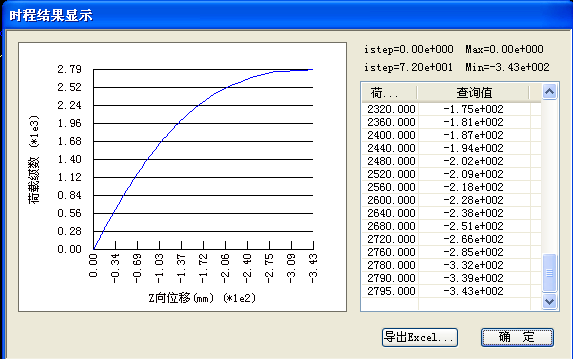 时程结果显示
istep=0.00e+000 Max=0.00e+000
istep=7.20e+001 Min=-3.43e+002
荷载级数 (*1e3)
2.79
2.52
2.24
1.96
1.68
1.40
1.12
0.84
0.56
0.28
0.00
0.00 -0.34 -0.69 -1.03 -1.37 -1.72 -2.06 -2.40 -2.75 -3.09 -3.43
Z向位移(mm) (*1e2)
荷... 查询值
2320.000 -1.75e+002
2360.000 -1.81e+002
2400.000 -1.87e+002
2440.000 -1.94e+002
2480.000 -2.02e+002
2520.000 -2.09e+002
2560.000 -2.18e+002
2600.000 -2.28e+002
2640.000 -2.38e+002
2680.000 -2.51e+002
2720.000 -2.66e+002
2760.000 -2.85e+002
2780.000 -3.32e+002
2790.000 -3.39e+002
2795.000 -3.43e+002
导出Excel... 确 定